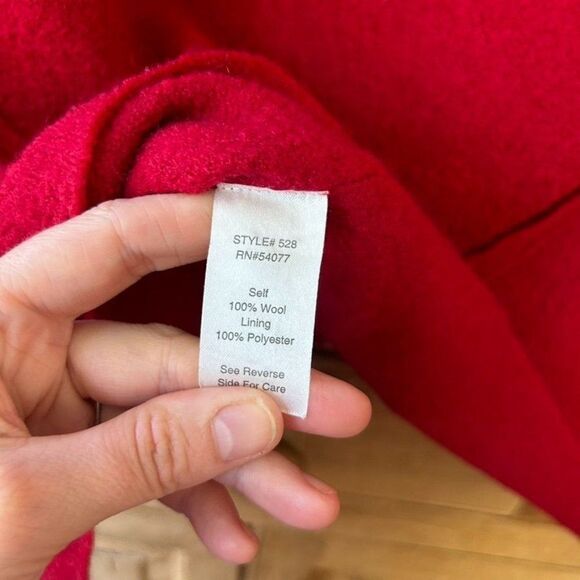 STYLE# 528
RN#54077
Self
100% Wool
Lining
100% Polyester
See Reverse
Side For Care